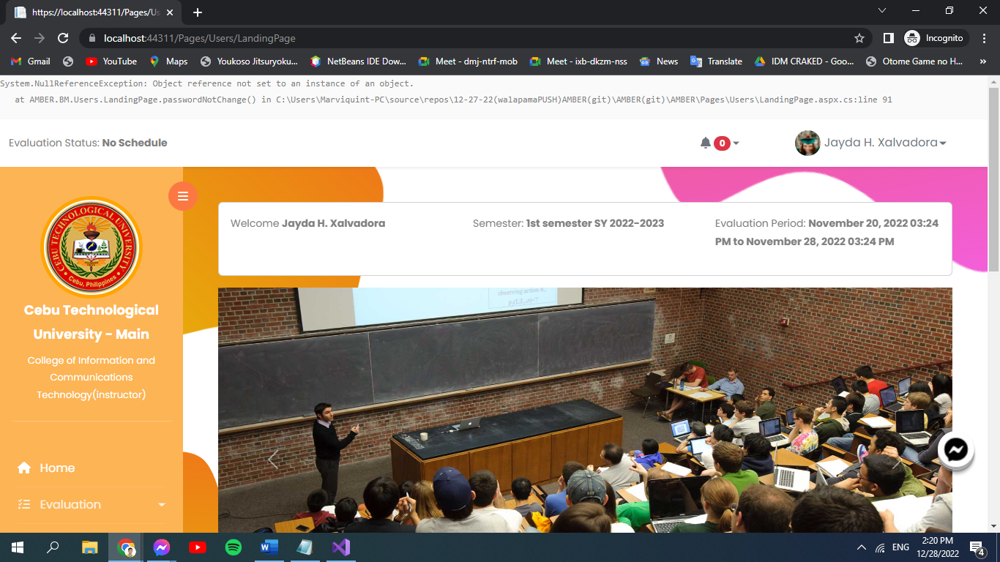 https://localhost:44311/Pages/Us
localhost:44311/Pages/Users/LandingPage
Incognito
Gmail
YouTube
Maps
Youkoso Jitsuryoku...
NetBeans IDE Dow...
Meet - dmj-ntrf-mob
Meet - ixb-dkzm-nss
News
Translate
IDM CRAKED - Goo...
Otome Game no H...
»
System.NullReferenceException: Object reference not set to an instance of an object.
at AMBER.BM.Users.LandingPage.passwordNotChange() in C:\Users\Marviquint-PC\source\repos\12-27-22(walapamaPUSH)AMBER(git)\AMBER(git)\AMBER\Pages\Users\LandingPage.aspx.cs:line 91
Evaluation Status: No Schedule
0
Jayda H. Xalvadora
CEBU TECHNOLOGICAL UNIVERSITY
Cebu, Philippines
Cebu Technological
University - Main
College of Information and
Communications
Technology(instructor)
Home
Evaluation
Welcome Jayda H. Xalvadora
Semester: 1st semester SY 2022-2023
Evaluation Period: November 20, 2022 03:24
PM to November 28, 2022 03:24 PM
observing action
ENG
2:20 PM
12/28/2022
4